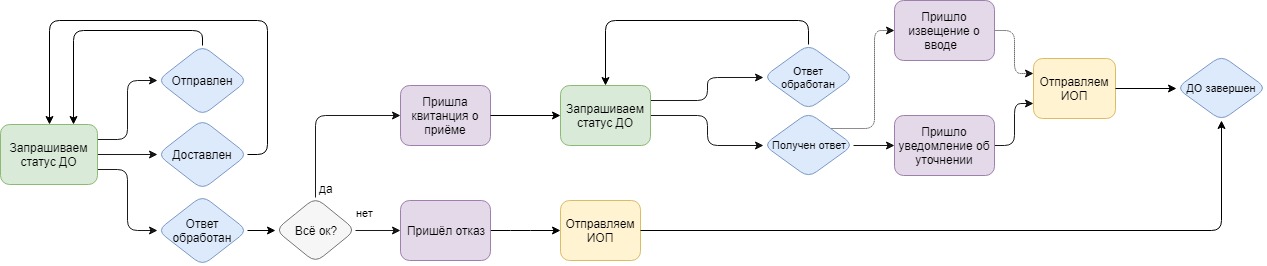 Запрашиваем
статус ДО
Отправлен
Доставлен
Ответ
обработан
Всё ок?
да
нет
Пришла
квитанция о
приёме
Пришёл отказ
Запрашиваем
статус ДО
Отправляем
ИОП
Ответ
обработан
Получен ответ
Пришло
извещение о
вводе
Пришло
уведомление об
уточнении
Отправляем
ИОП
ДО завершен